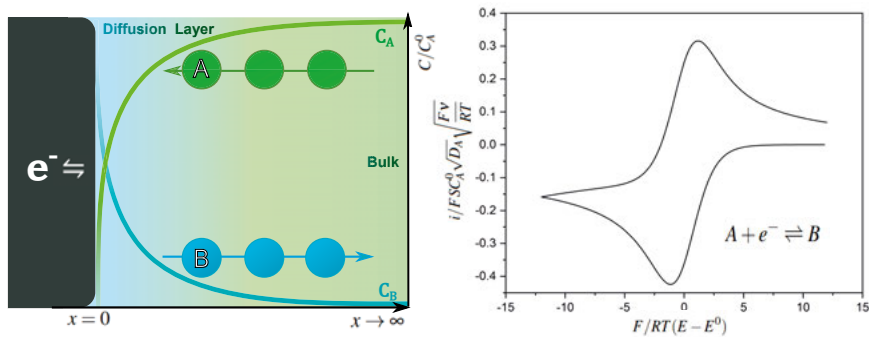 Diffusion Layer
C_A
A
e⁻ ⇋
Bulk
B
C_B
C/C_A^0
x = 0
x → ∞
0.4
0.3
0.2
0.1
0.0
-0.1
-0.2
-0.3
-0.4
i/FSC_A^0√D_A√(Fν/RT)
A + e⁻ ⇌ B
-15
-10
-5
0
5
10
15
F/RT(E − E⁰)